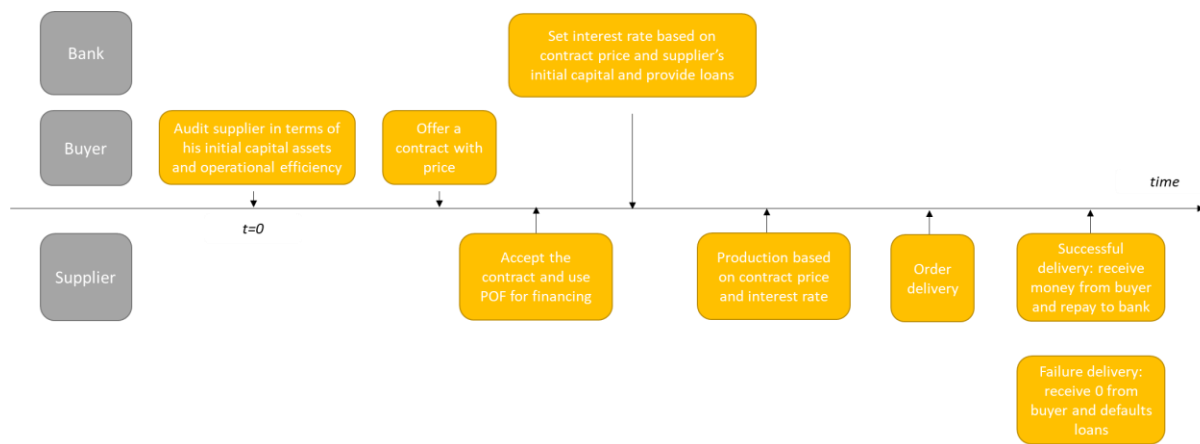 Bank
Set interest rate based on
contract price and supplier's
initial capital and provide loans
Buyer
Audit supplier in terms of
his initial capital assets
and operational efficiency
Offer a
contract with
price
time
t=0
Supplier
Accept the
contract and use
POF for financing
Production based
on contract price
and interest rate
Order
delivery
Successful
delivery: receive
money from buyer
and repay to bank
Failure delivery:
receive 0 from
buyer and defaults
loans